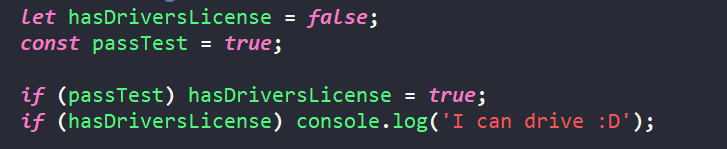 let hasDriversLicense = false;
const passTest = true;
if (passTest) hasDriversLicense = true;
if (hasDriversLicense) console.log('I can drive :D');